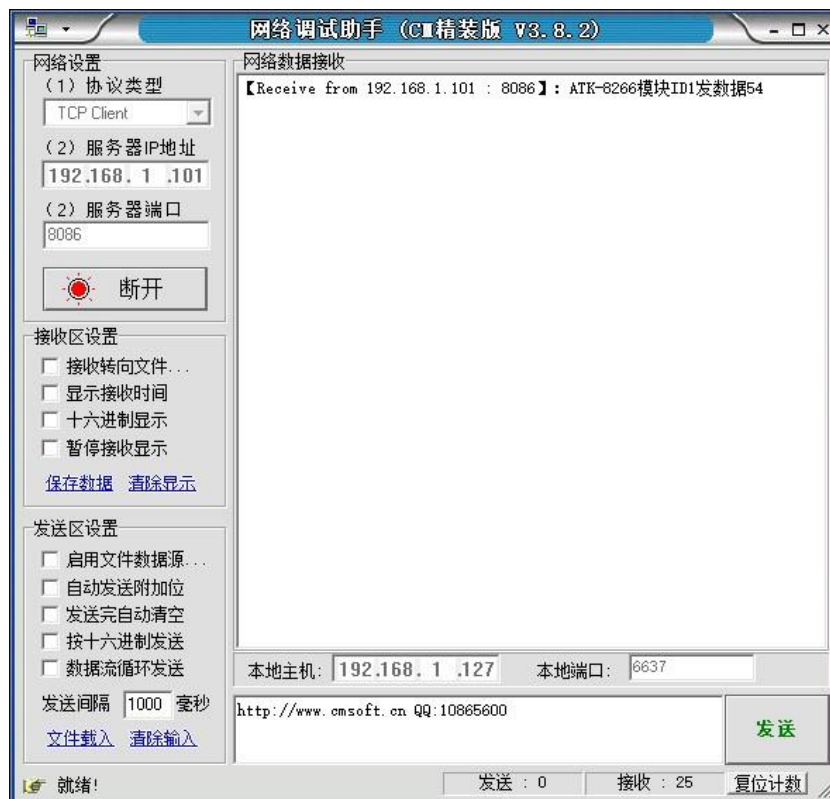 网络调试助手 (CⅢ精装版 V3.8.2)
网络设置
(1) 协议类型
TCP Client
(2) 服务器IP地址
192.168. 1 .101
(2) 服务器端口
8086
断开
接收区设置
接收转向文件...
显示接收时间
十六进制显示
暂停接收显示
保存数据 清除显示
发送区设置
启用文件数据源...
自动发送附加位
发送完自动清空
按十六进制发送
数据流循环发送
发送间隔 1000 毫秒
文件载入 清除输入
网络数据接收
【Receive from 192.168.1.101 : 8086】: ATK-8266模块ID1发数据54
本地主机: 192.168. 1 .127 本地端口: 6637
http://www.cmsoft.cn QQ:10865600
发送
就绪! 发送 : 0 接收 : 25 复位计数